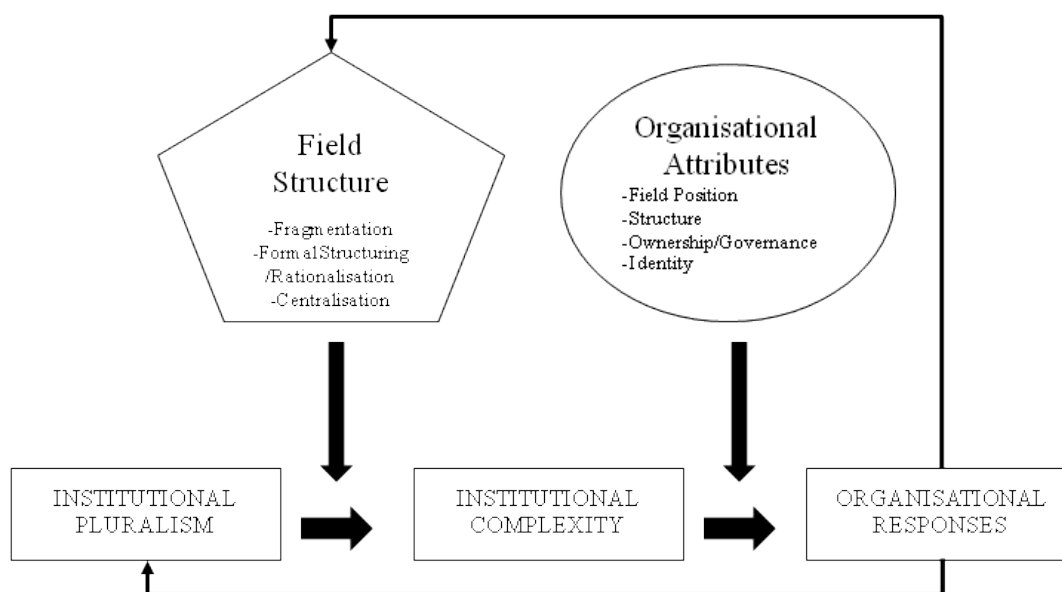 Field
Structure
-Fragmentation
-Formal Structuring
/Rationalisation
-Centralisation
Organisational
Attributes
-Field Position
-Structure
-Ownership/Governance
-Identity
INSTITUTIONAL
PLURALISM
INSTITUTIONAL
COMPLEXITY
ORGANISATIONAL
RESPONSES